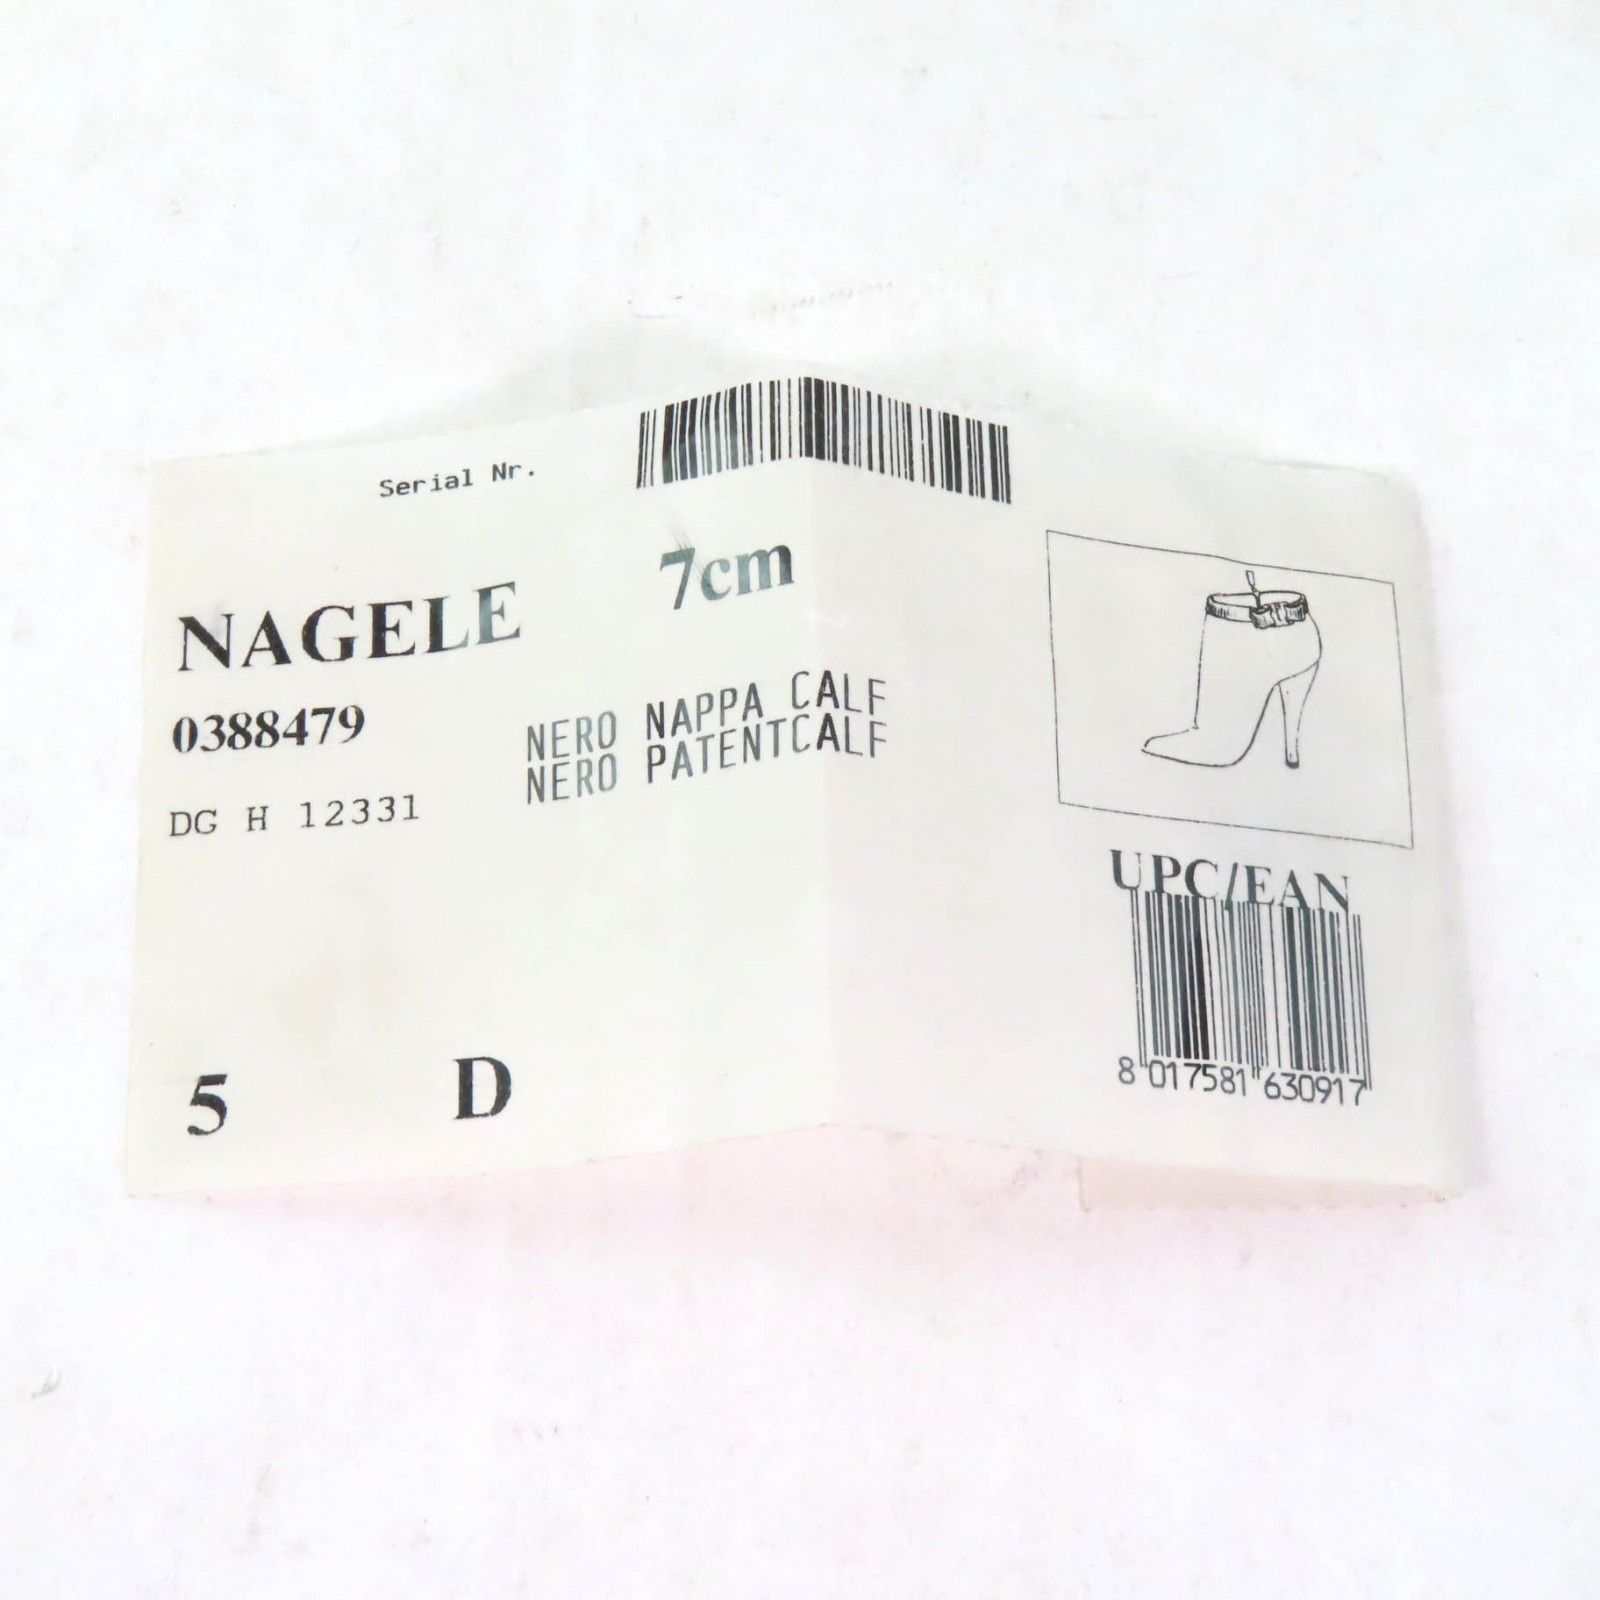 Serial Nr.
NAGELE 7cm
0388479
NERO NAPPA CALF
NERO PATENTCALF
DG H 12331
5 D
UPC/EAN
8 017581 630917